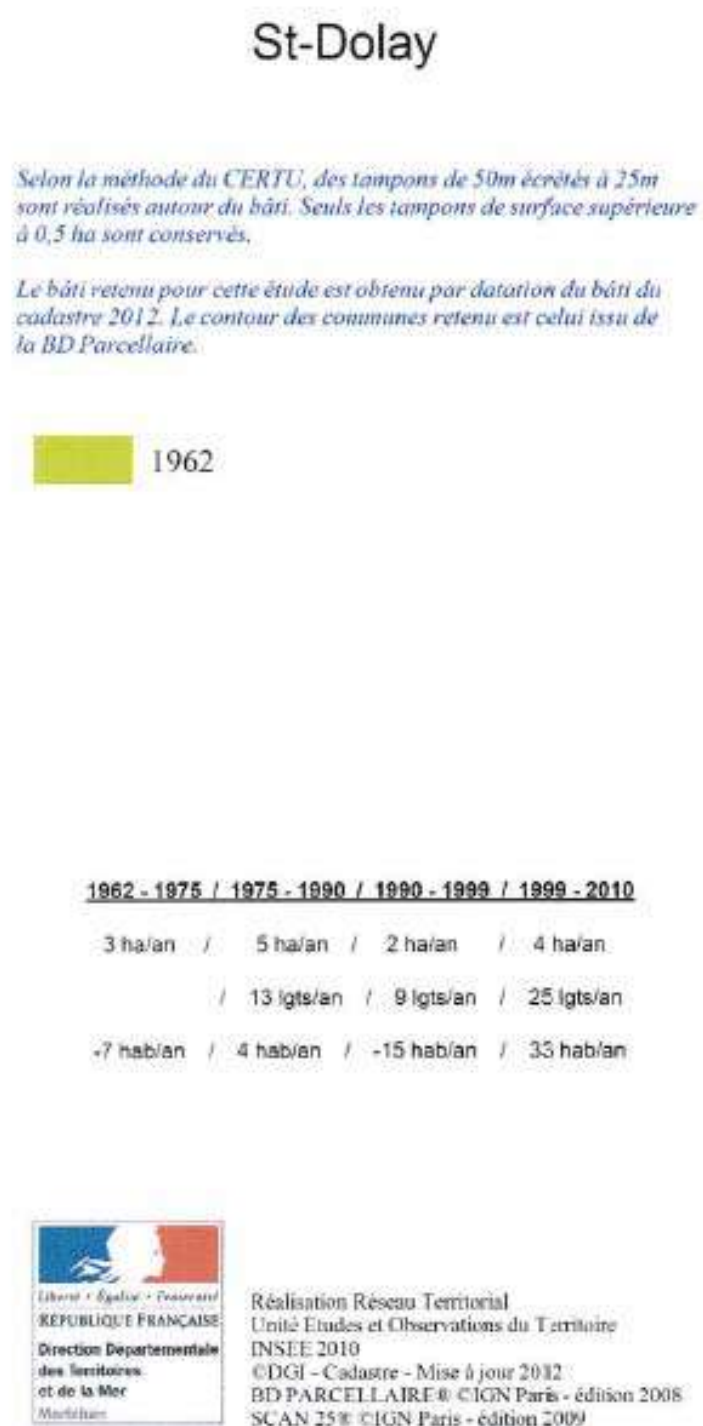 St-Dolay
Selon la méthode du CERTU, des tampons de 50m écrêtés à 25m
sont réalisés autour du bâti. Seuls les tampons de surface supérieure
à 0,5 ha sont conservés.
Le bâti retenu pour cette étude est obtenu par datation du bâti du
cadastre 2012. Le contour des communes retenu est celui issu de
la BD Parcellaire.
1962
1962 - 1975 / 1975 - 1990 / 1990 - 1999 / 1999 - 2010
3 ha/an / 5 ha/an / 2 ha/an / 4 ha/an
/ 13 lgts/an / 9 lgts/an / 25 lgts/an
-7 hab/an / 4 hab/an / -15 hab/an / 33 hab/an
Liberté • Égalité • Fraternité
RÉPUBLIQUE FRANÇAISE
Direction Departementale
des Territoires
et de la Mer
Morbihan
Réalisation Réseau Territorial
Unité Etudes et Observations du Territoire
INSEE 2010
©DGI - Cadastre - Mise à jour 2012
BD PARCELLAIRE® ©IGN Paris - édition 2008
SCAN 25® ©IGN Paris - édition 2009